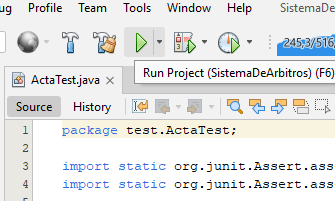 Profile Team Tools Window Help SistemaDe
245,3/516,
Run Project (SistemaDeArbitros) (F6)
ActaTest.java
Source History
1 package test.ActaTest;
2
3 import static org.junit.Assert.ass
4 import static org.junit.Assert.ass